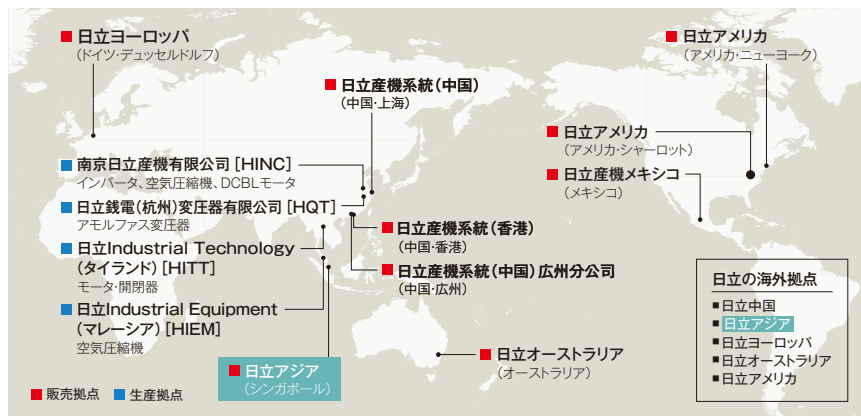 日立ヨーロッパ
(ドイツ・デュッセルドルフ)
日立アメリカ
(アメリカ・ニューヨーク)
日立産機系統(中国)
(中国・上海)
日立アメリカ
(アメリカ・シャーロット)
日立産機メキシコ
(メキシコ)
南京日立産機有限公司 [HINC]
インバータ、空気圧縮機、DCBLモータ
日立銭電(杭州)変圧器有限公司 [HQT]
アモルファス変圧器
日立産機系統(香港)
(中国・香港)
日立Industrial Technology
(タイランド) [HITT]
モータ・開閉器
日立産機系統(中国) 広州分公司
(中国・広州)
日立Industrial Equipment
(マレーシア) [HIEM]
空気圧縮機
日立アジア
(シンガポール)
日立オーストラリア
(オーストラリア)
日立の海外拠点
■日立中国
■日立アジア
■日立ヨーロッパ
■日立オーストラリア
■日立アメリカ
販売拠点
生産拠点